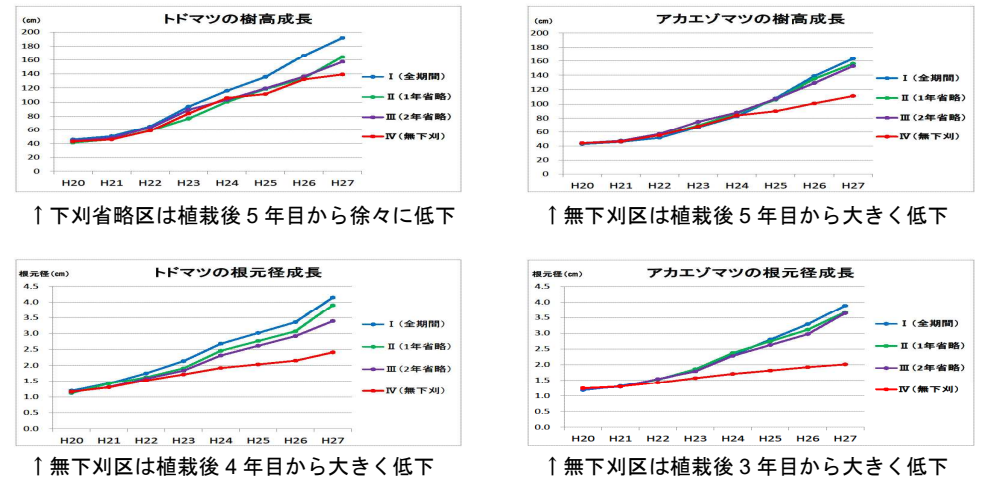 トドマツの樹高成長
(cm)
200
180
160
140
120
100
80
60
40
20
0
H20 H21 H22 H23 H24 H25 H26 H27
Ⅰ（全期間）
Ⅱ（1年省略）
Ⅲ（2年省略）
Ⅳ（無下刈）
↑下刈省略区は植栽後５年目から徐々に低下
アカエゾマツの樹高成長
(cm)
200
180
160
140
120
100
80
60
40
20
0
H20 H21 H22 H23 H24 H25 H26 H27
Ⅰ（全期間）
Ⅱ（1年省略）
Ⅲ（2年省略）
Ⅳ（無下刈）
↑無下刈区は植栽後５年目から大きく低下
トドマツの根元径成長
根元径(cm)
4.5
4.0
3.5
3.0
2.5
2.0
1.5
1.0
0.5
0.0
H20 H21 H22 H23 H24 H25 H26 H27
Ⅰ（全期間）
Ⅱ（1年省略）
Ⅲ（2年省略）
Ⅳ（無下刈）
↑無下刈区は植栽後４年目から大きく低下
アカエゾマツの根元径成長
根元径(cm)
4.5
4.0
3.5
3.0
2.5
2.0
1.5
1.0
0.5
0.0
H20 H21 H22 H23 H24 H25 H26 H27
Ⅰ（全期間）
Ⅱ（1年省略）
Ⅲ（2年省略）
Ⅳ（無下刈）
↑無下刈区は植栽後３年目から大きく低下